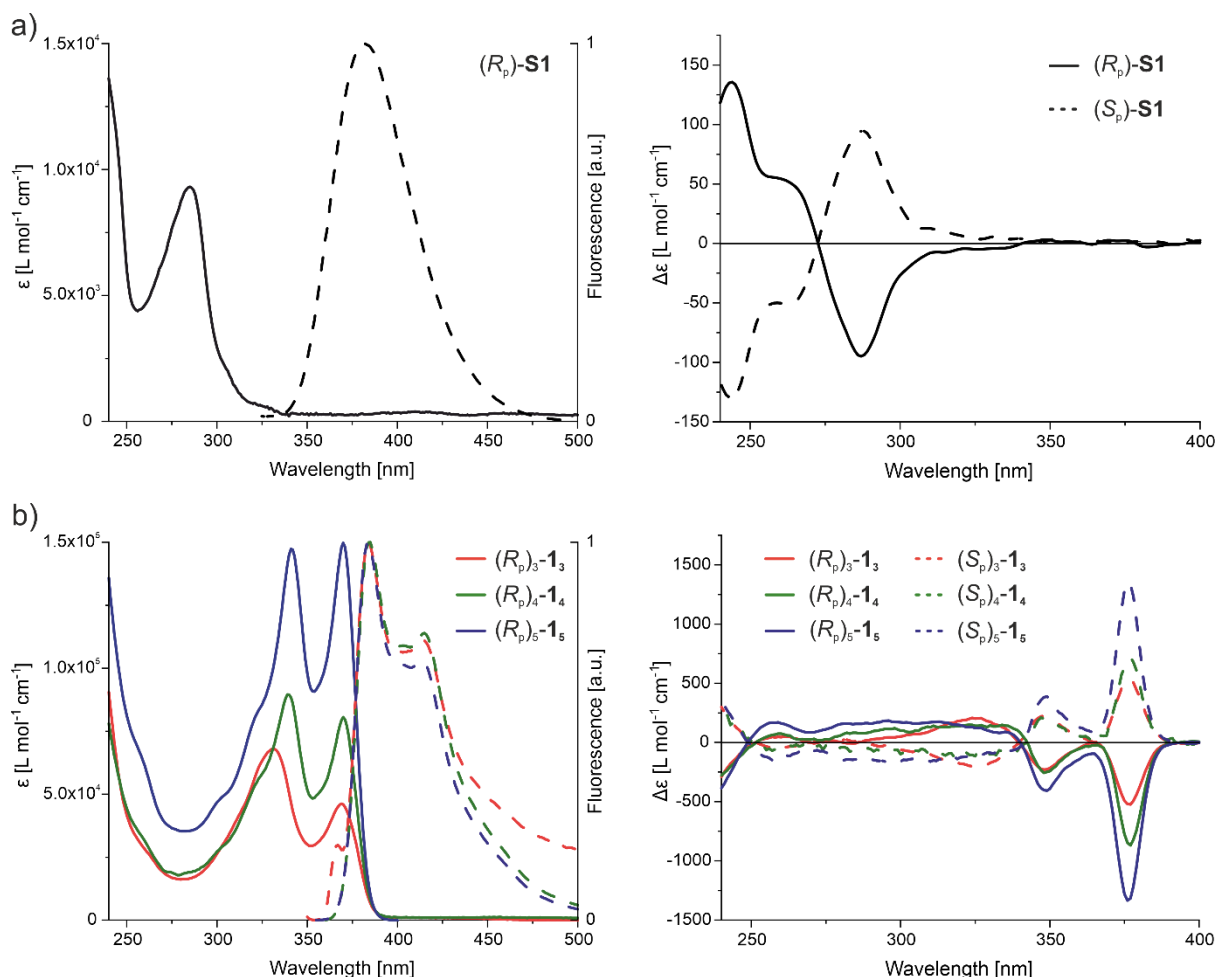 a)
(Rp)-S1
ε [L mol-1 cm-1]
1.5x10⁴
1.0x10⁴
5.0x10³
0
250 300 350 400 450 500
Wavelength [nm]
1
0
Fluorescence [a.u.]
(Rp)-S1
(Sp)-S1
Δε [L mol-1 cm-1]
150
100
50
0
-50
-100
-150
250 300 350 400
Wavelength [nm]
b)
(Rp)3-13
(Rp)4-14
(Rp)5-15
ε [L mol-1 cm-1]
1.5x10⁵
1.0x10⁵
5.0x10⁴
0
250 300 350 400 450 500
Wavelength [nm]
1
0
Fluorescence [a.u.]
(Rp)3-13 (Sp)3-13
(Rp)4-14 (Sp)4-14
(Rp)5-15 (Sp)5-15
Δε [L mol-1 cm-1]
1500
1000
500
0
-500
-1000
-1500
250 300 350 400
Wavelength [nm]